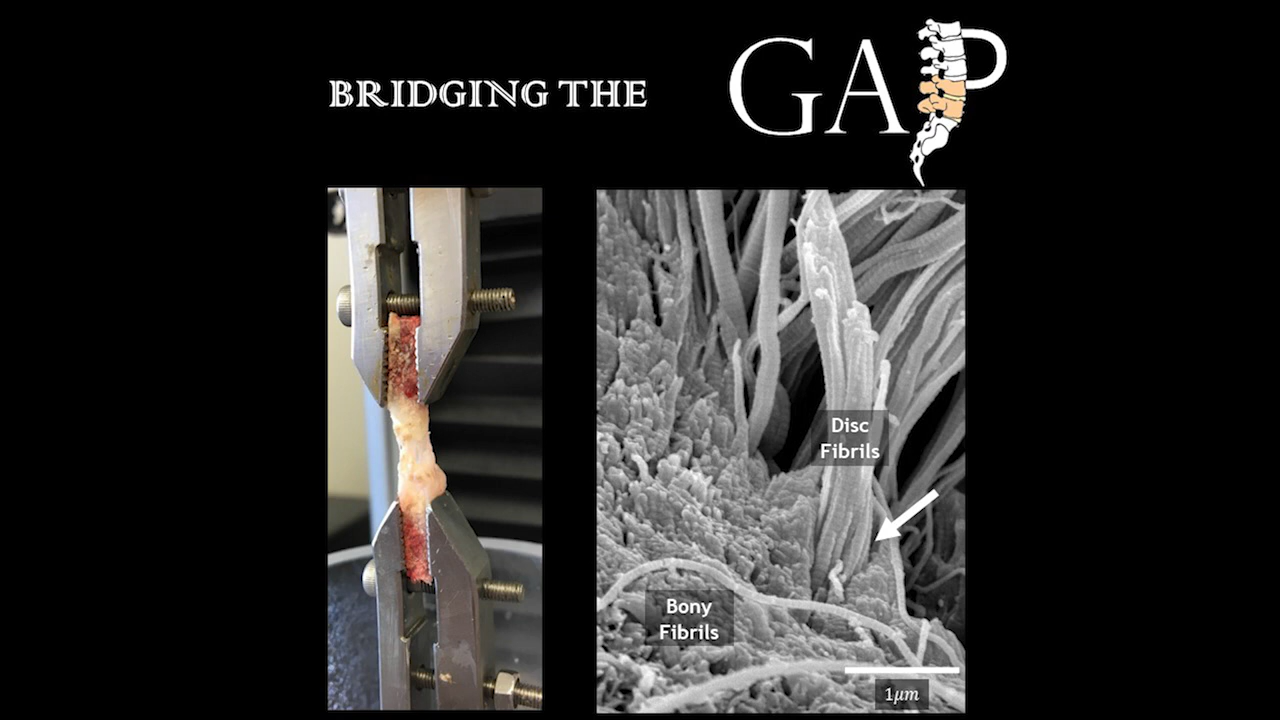 BRIDGING THE
GAP
Disc
Fibrils
Bony
Fibrils
1μm